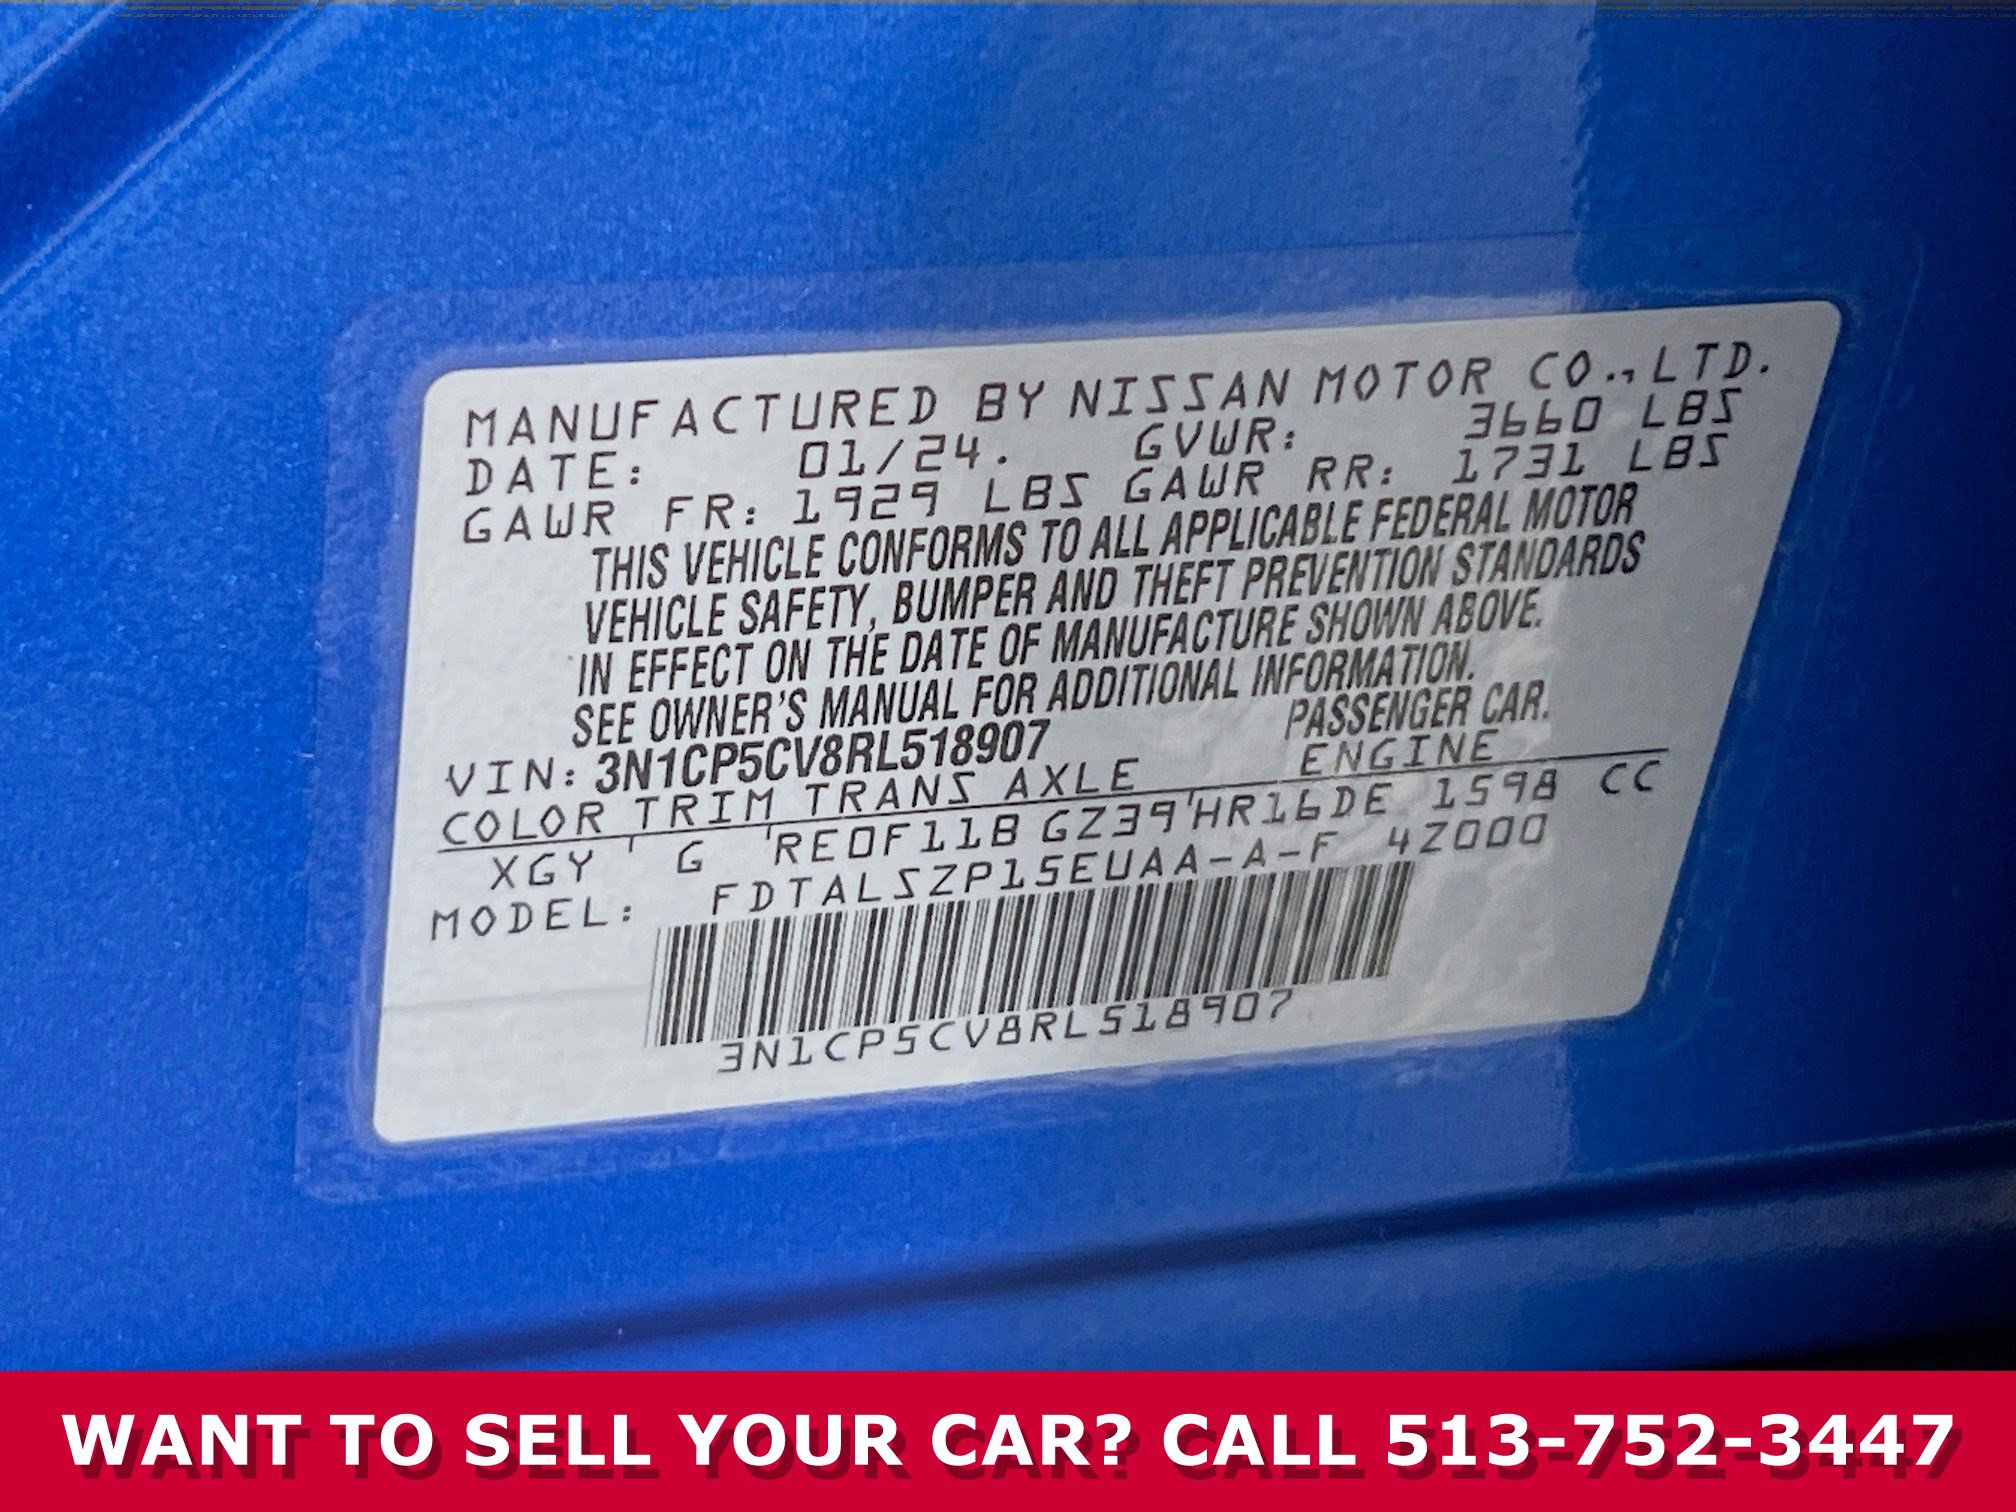 MANUFACTURED BY NISSAN MOTOR CO., LTD.
DATE: 01/24. GVWR: 3660 LBS
GAWR FR: 1929 LBS GAWR RR: 1731 LBS
THIS VEHICLE CONFORMS TO ALL APPLICABLE FEDERAL MOTOR
VEHICLE SAFETY, BUMPER AND THEFT PREVENTION STANDARDS
IN EFFECT ON THE DATE OF MANUFACTURE SHOWN ABOVE.
SEE OWNER'S MANUAL FOR ADDITIONAL INFORMATION.
VIN: 3N1CP5CV8RL518907 PASSENGER CAR.
COLOR TRIM TRANS AXLE ENGINE
XGY G RE0F11B GZ39 HR16DE 1598 CC
MODEL: FDTALSZP15EUAA-A-F 4Z000
3N1CP5CV8RL518907
WANT TO SELL YOUR CAR? CALL 513-752-3447